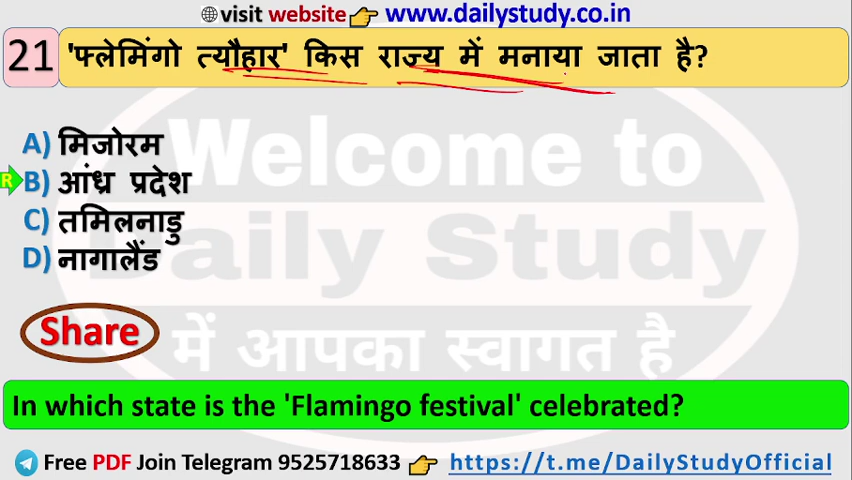 visit website 👉 www.dailystudy.co.in
21 'फ्लेमिंगो त्यौहार' किस राज्य में मनाया जाता है?
A) मिजोरम
R B) आंध्र प्रदेश
C) तमिलनाडु
D) नागालैंड
Share
Welcome to
Daily Study
में आपका स्वागत है
In which state is the 'Flamingo festival' celebrated?
Free PDF Join Telegram 9525718633 👉 https://t.me/DailyStudyOfficial